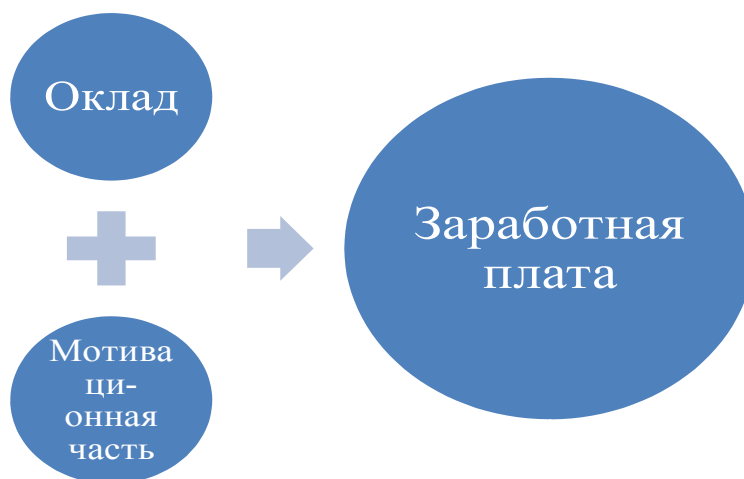 Оклад
Мотива
ци-
онная
часть
Заработная
плата